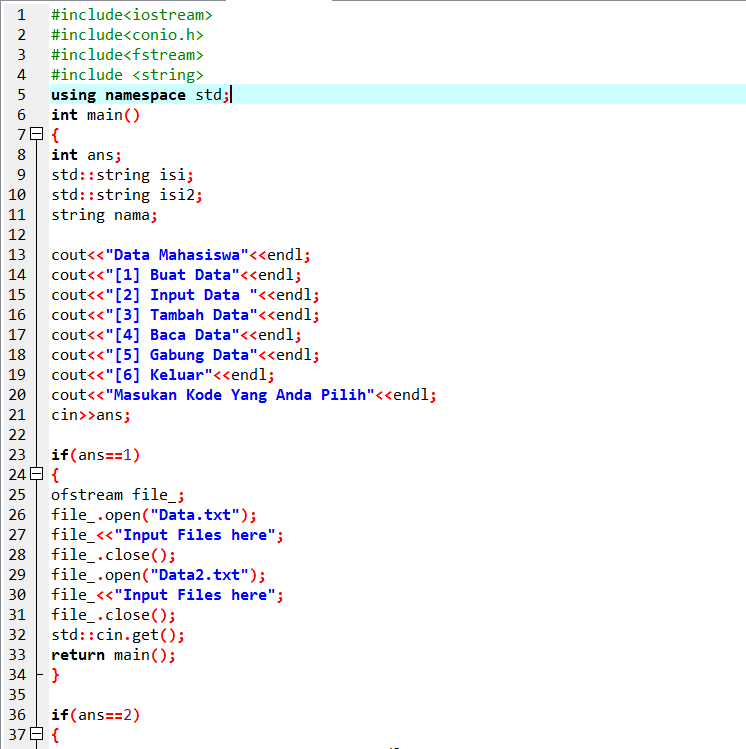 1 #include<iostream>
2 #include<conio.h>
3 #include<fstream>
4 #include <string>
5 using namespace std;
6 int main()
7 {
8 int ans;
9 std::string isi;
10 std::string isi2;
11 string nama;
12
13 cout<<"Data Mahasiswa"<<endl;
14 cout<<"[1] Buat Data"<<endl;
15 cout<<"[2] Input Data "<<endl;
16 cout<<"[3] Tambah Data"<<endl;
17 cout<<"[4] Baca Data"<<endl;
18 cout<<"[5] Gabung Data"<<endl;
19 cout<<"[6] Keluar"<<endl;
20 cout<<"Masukan Kode Yang Anda Pilih"<<endl;
21 cin>>ans;
22
23 if(ans==1)
24 {
25 ofstream file_;
26 file_.open("Data.txt");
27 file_<<"Input Files here";
28 file_.close();
29 file_.open("Data2.txt");
30 file_<<"Input Files here";
31 file_.close();
32 std::cin.get();
33 return main();
34 }
35
36 if(ans==2)
37 {